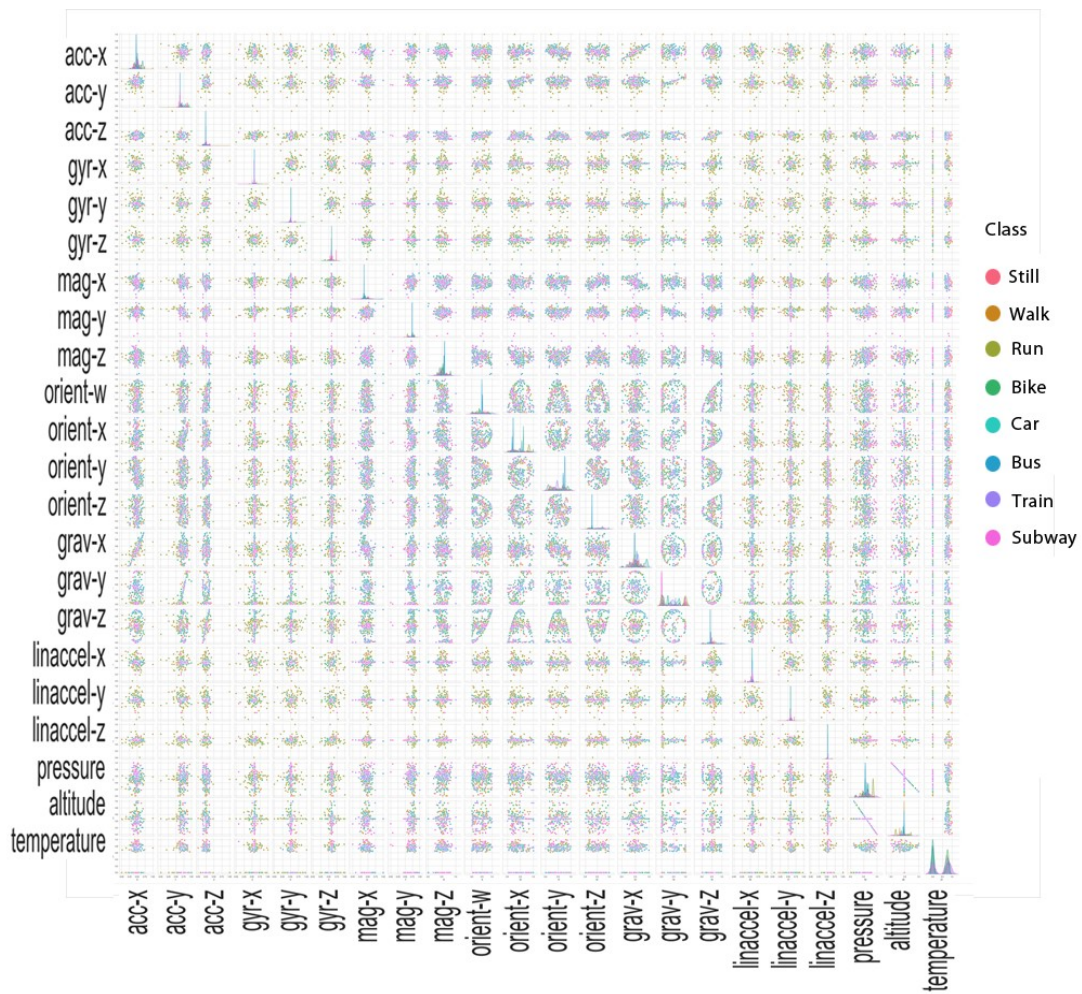 acc-x
acc-y
acc-z
gyr-x
gyr-y
gyr-z
mag-x
mag-y
mag-z
orient-w
orient-x
orient-y
orient-z
grav-x
grav-y
grav-z
linaccel-x
linaccel-y
linaccel-z
pressure
altitude
temperature
Class
Still
Walk
Run
Bike
Car
Bus
Train
Subway
acc-x
acc-y
acc-z
gyr-x
gyr-y
gyr-z
mag-x
mag-y
mag-z
orient-w
orient-x
orient-y
orient-z
grav-x
grav-y
grav-z
linaccel-x
linaccel-y
linaccel-z
pressure
altitude
temperature